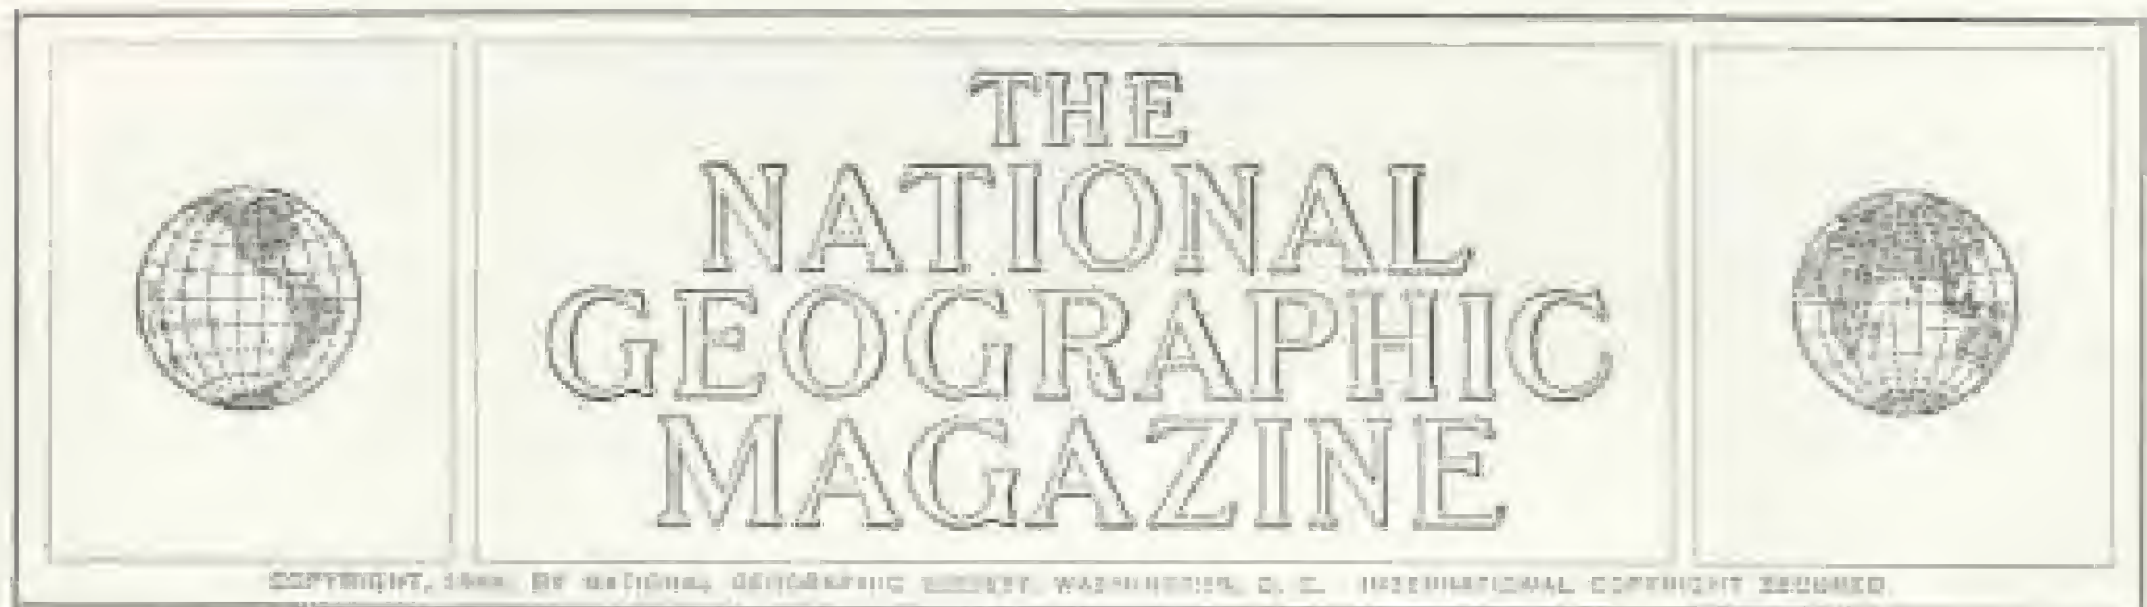 THE
NATIONAL
GEOGRAPHIC
MAGAZINE
COPYRIGHT, BY NATIONAL GEOGRAPHIC SOCIETY, WASHINGTON, D. C. INTERNATIONAL COPYRIGHT SECURED